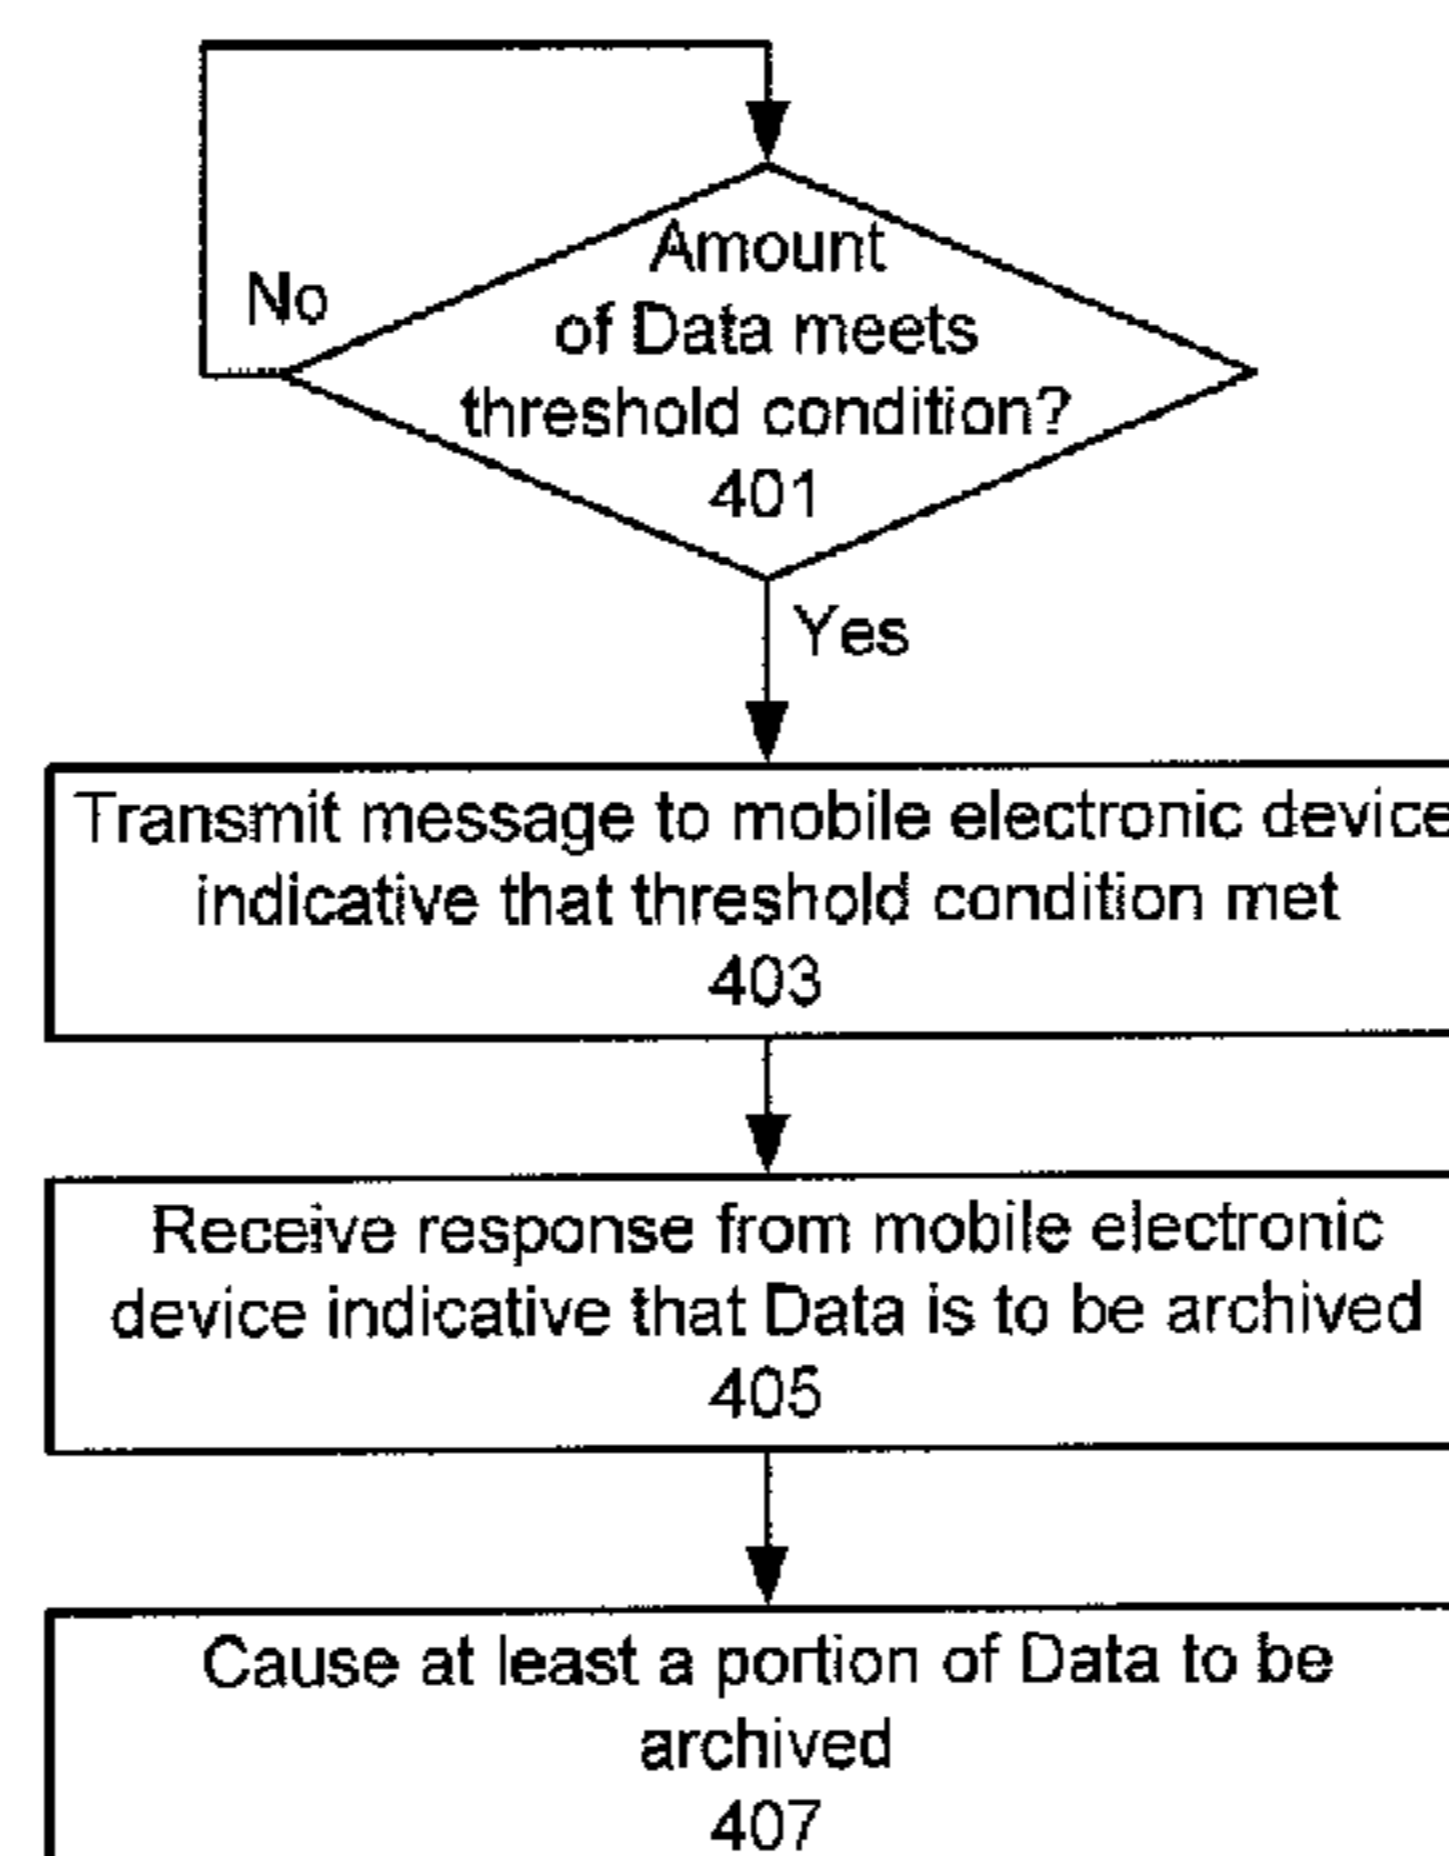 Amount
of Data meets
threshold condition?
401
No
Yes
Transmit message to mobile electronic device
indicative that threshold condition met
403
Receive response from mobile electronic
device indicative that Data is to be archived
405
Cause at least a portion of Data to be
archived
407